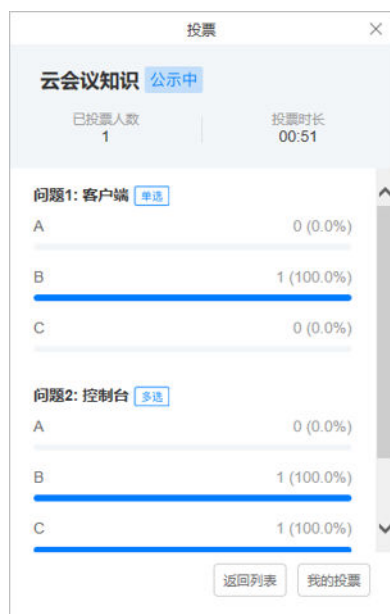 投票
云会议知识 公示中
已投票人数 投票时长
1 00:51
问题1: 客户端 单选
A 0 (0.0%)
B 1 (100.0%)
C 0 (0.0%)
问题2: 控制台 多选
A 0 (0.0%)
B 1 (100.0%)
C 1 (100.0%)
返回列表 我的投票